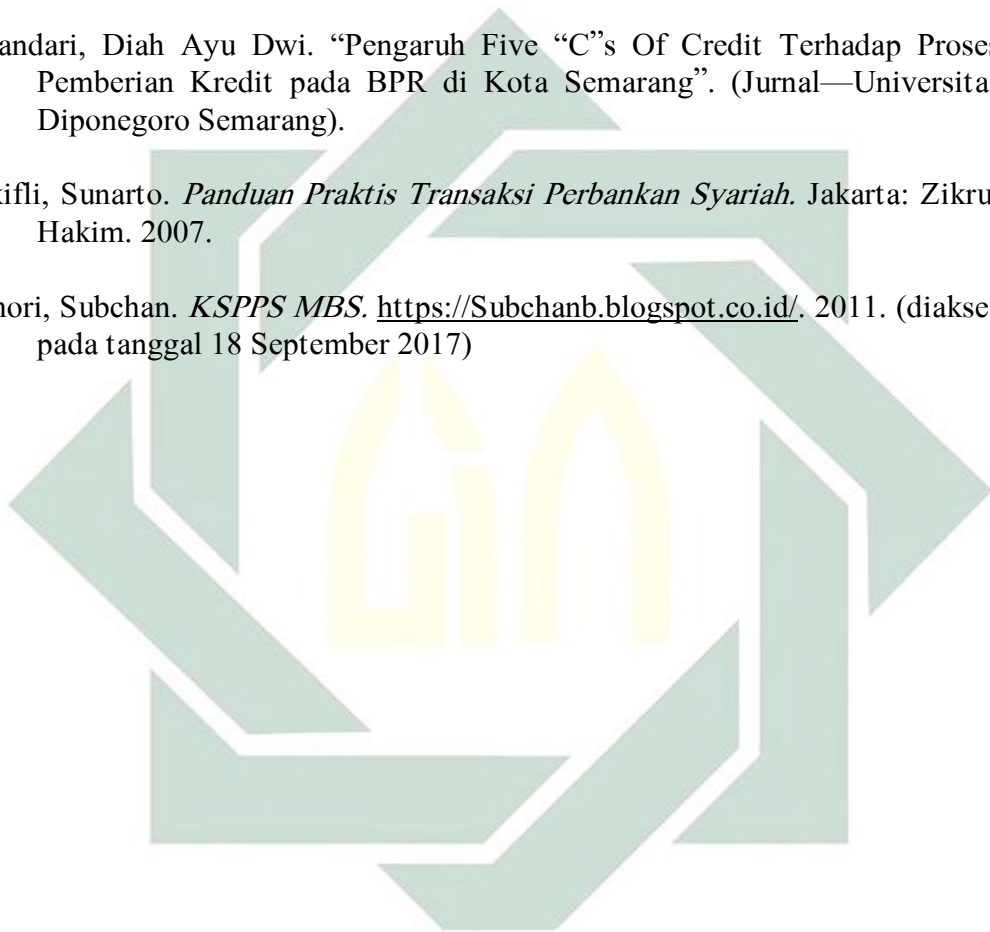 andari, Diah Ayu Dwi. “Pengaruh Five “C”s Of Credit Terhadap Proses
Pemberian Kredit pada BPR di Kota Semarang”. (Jurnal—Universita
Diponegoro Semarang).
kifli, Sunarto. Panduan Praktis Transaksi Perbankan Syariah. Jakarta: Zikru
Hakim. 2007.
hori, Subchan. KSPPS MBS. https://Subchanb.blogspot.co.id/. 2011. (diakse
pada tanggal 18 September 2017)